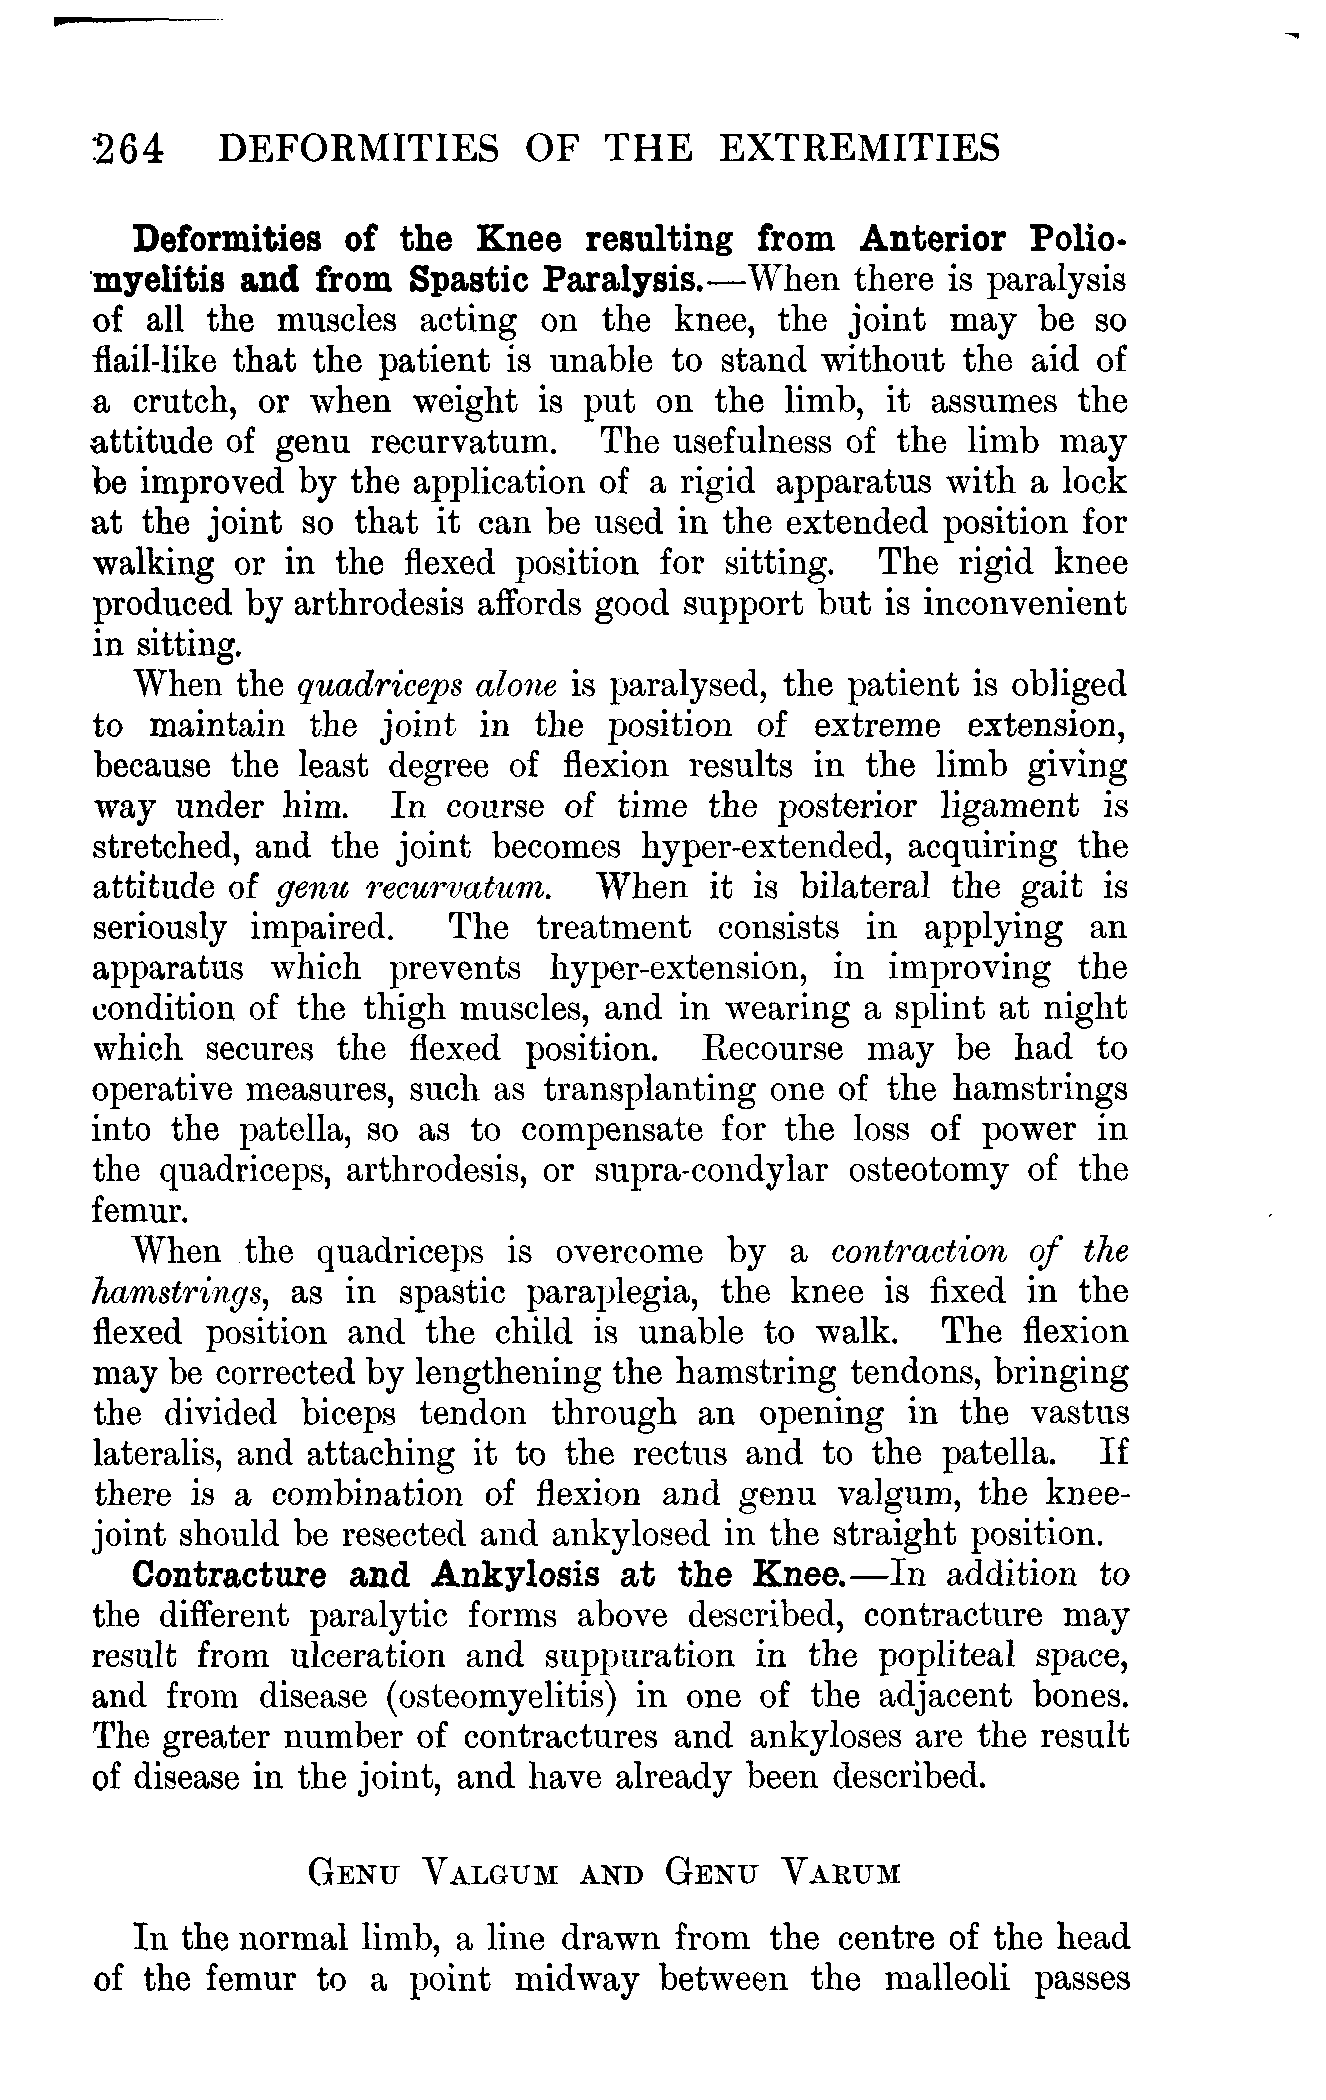 264 DEFORMITIES OF THE EXTREMITIES
Deformities of the Knee resulting from Anterior Polio-
myelitis and from Spastic Paralysis.—When there is paralysis
of all the muscles acting on the knee, the joint may be so
flail-like that the patient is unable to stand without the aid of
a crutch, or when weight is put on the limb, it assumes the
attitude of genu recurvatum. The usefulness of the limb may
be improved by the application of a rigid apparatus with a lock
at the joint so that it can be used in the extended position for
walking or in the flexed position for sitting. The rigid knee
produced by arthrodesis affords good support but is inconvenient
in sitting.
When the quadriceps alone is paralysed, the patient is obliged
to maintain the joint in the position of extreme extension,
because the least degree of flexion results in the limb giving
way under him. In course of time the posterior ligament is
stretched, and the joint becomes hyper-extended, acquiring the
attitude of genu recurvatum. When it is bilateral the gait is
seriously impaired. The treatment consists in applying an
apparatus which prevents hyper-extension, in improving the
condition of the thigh muscles, and in wearing a splint at night
which secures the flexed position. Recourse may be had to
operative measures, such as transplanting one of the hamstrings
into the patella, so as to compensate for the loss of power in
the quadriceps, arthrodesis, or supra-condylar osteotomy of the
femur.
When the quadriceps is overcome by a contraction of the
hamstrings, as in spastic paraplegia, the knee is fixed in the
flexed position and the child is unable to walk. The flexion
may be corrected by lengthening the hamstring tendons, bringing
the divided biceps tendon through an opening in the vastus
lateralis, and attaching it to the rectus and to the patella. If
there is a combination of flexion and genu valgum, the knee-
joint should be resected and ankylosed in the straight position.
Contracture and Ankylosis at the Knee.—In addition to
the different paralytic forms above described, contracture may
result from ulceration and suppuration in the popliteal space,
and from disease (osteomyelitis) in one of the adjacent bones.
The greater number of contractures and ankyloses are the result
of disease in the joint, and have already been described.
GENU VALGUM AND GENU VARUM
In the normal limb, a line drawn from the centre of the head
of the femur to a point midway between the malleoli passes